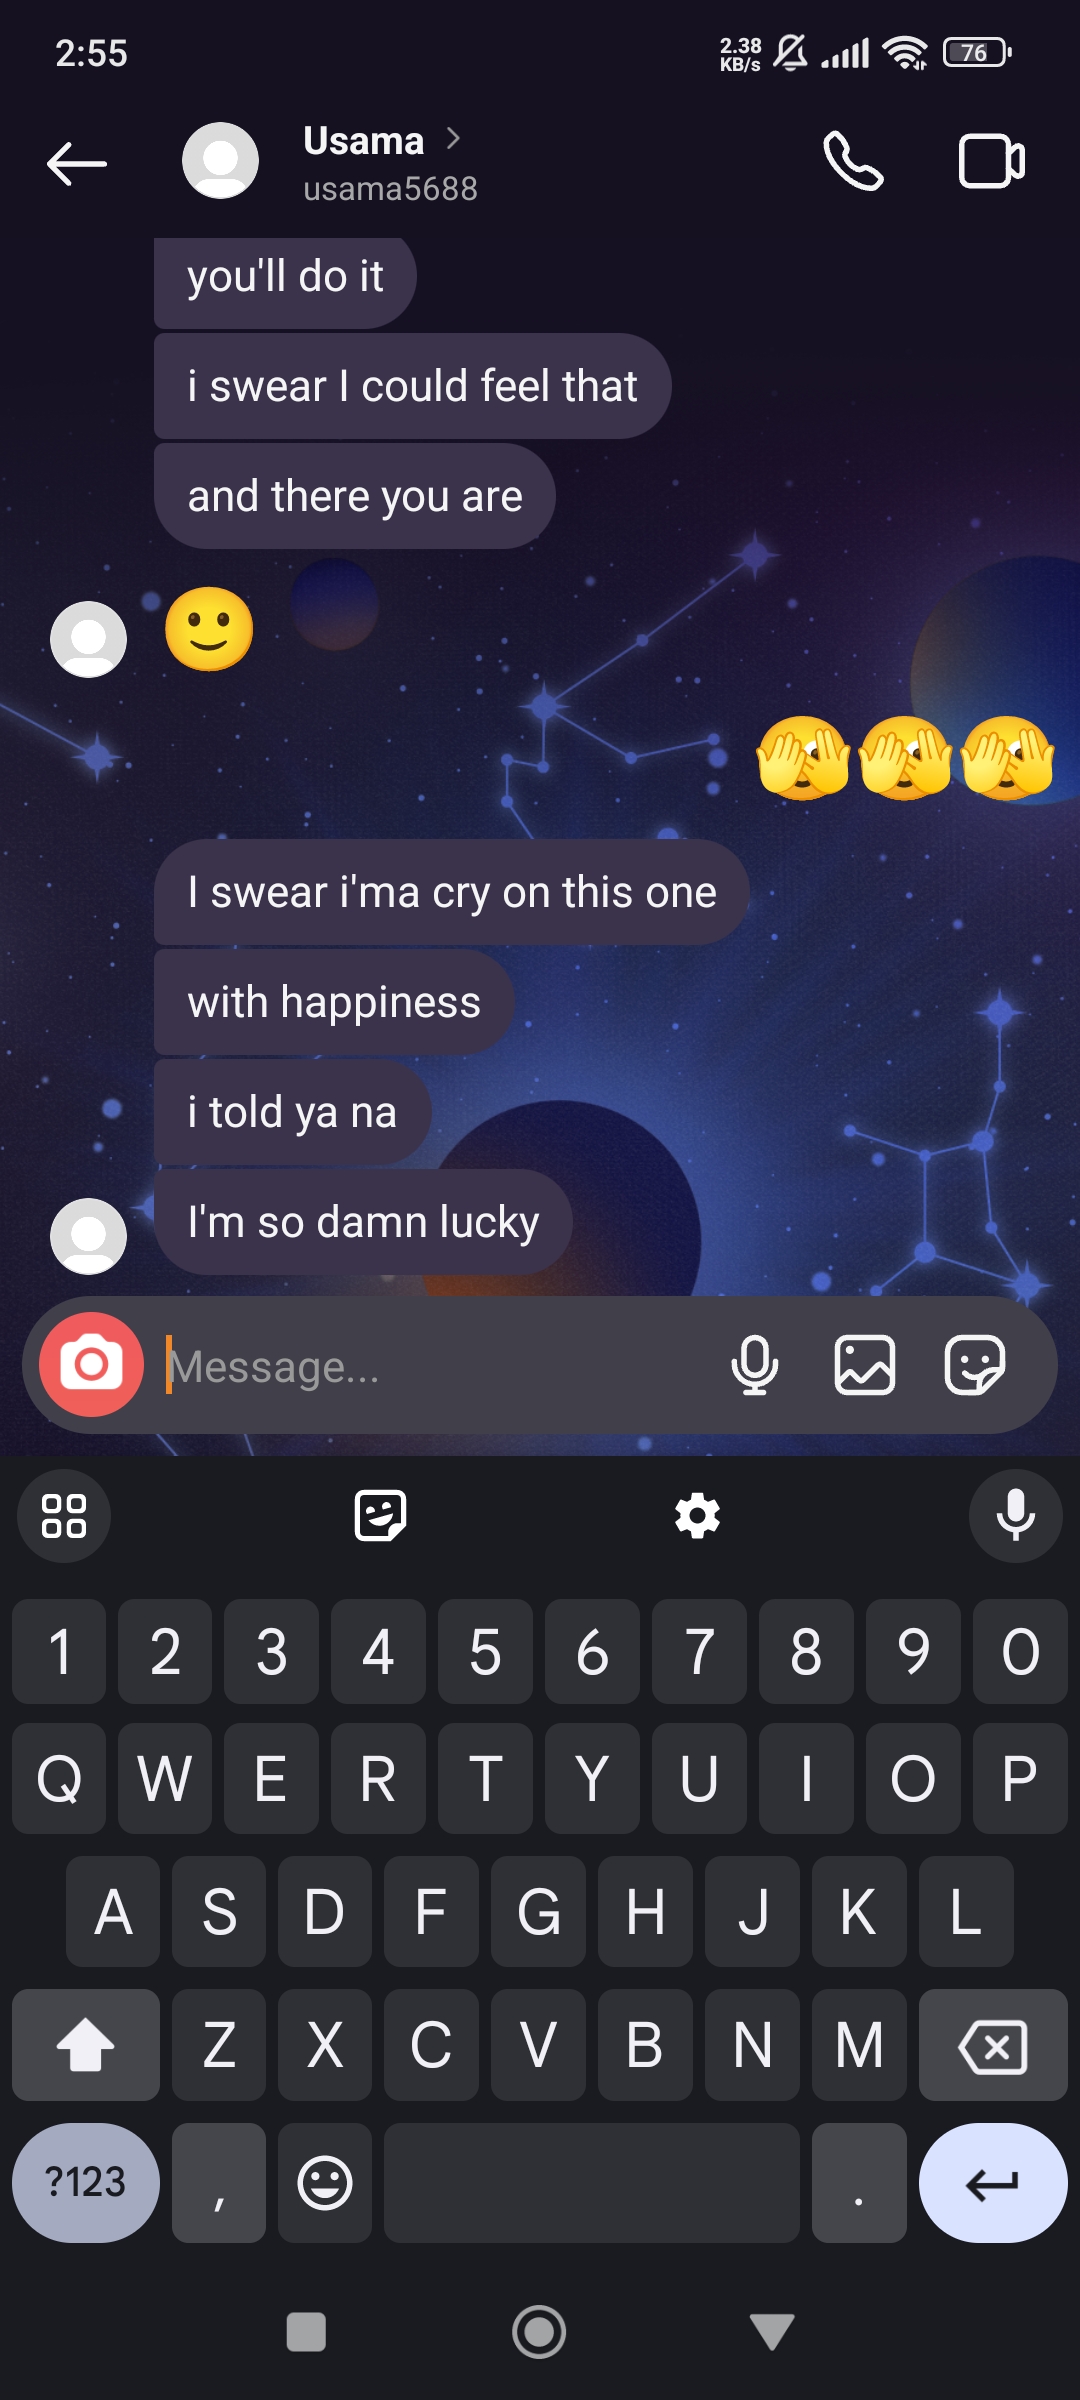 2:55
2.38
KB/s
76
Usama
usama5688
you'll do it
i swear I could feel that
and there you are
🙂
🫣🫣🫣
I swear i'ma cry on this one
with happiness
i told ya na
I'm so damn lucky
Message...
1 2 3 4 5 6 7 8 9 0
Q W E R T Y U I O P
A S D F G H J K L
Z X C V B N M
?123 , .